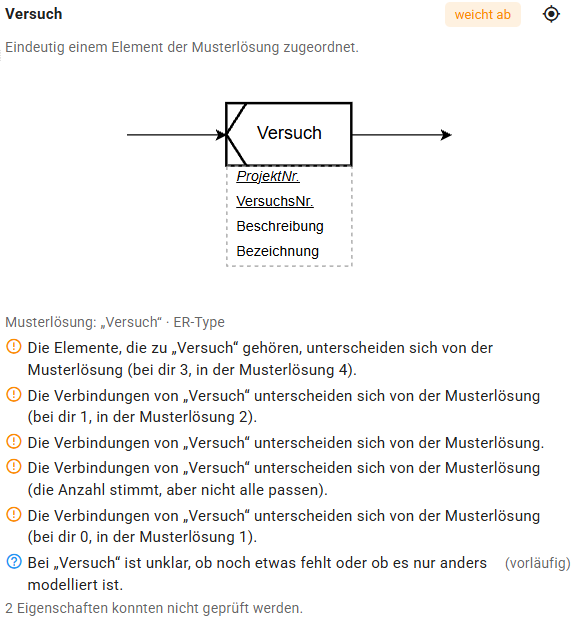 Versuch
weicht ab
Eindeutig einem Element der Musterlösung zugeordnet.
Versuch
ProjektNr.
VersuchsNr.
Beschreibung
Bezeichnung
Musterlösung: „Versuch“ · ER-Type
Die Elemente, die zu „Versuch“ gehören, unterscheiden sich von der
Musterlösung (bei dir 3, in der Musterlösung 4).
Die Verbindungen von „Versuch“ unterscheiden sich von der Musterlösung
(bei dir 1, in der Musterlösung 2).
Die Verbindungen von „Versuch“ unterscheiden sich von der Musterlösung.
Die Verbindungen von „Versuch“ unterscheiden sich von der Musterlösung
(die Anzahl stimmt, aber nicht alle passen).
Die Verbindungen von „Versuch“ unterscheiden sich von der Musterlösung
(bei dir 0, in der Musterlösung 1).
Bei „Versuch“ ist unklar, ob noch etwas fehlt oder ob es nur anders (vorläufig)
modelliert ist.
2 Eigenschaften konnten nicht geprüft werden.